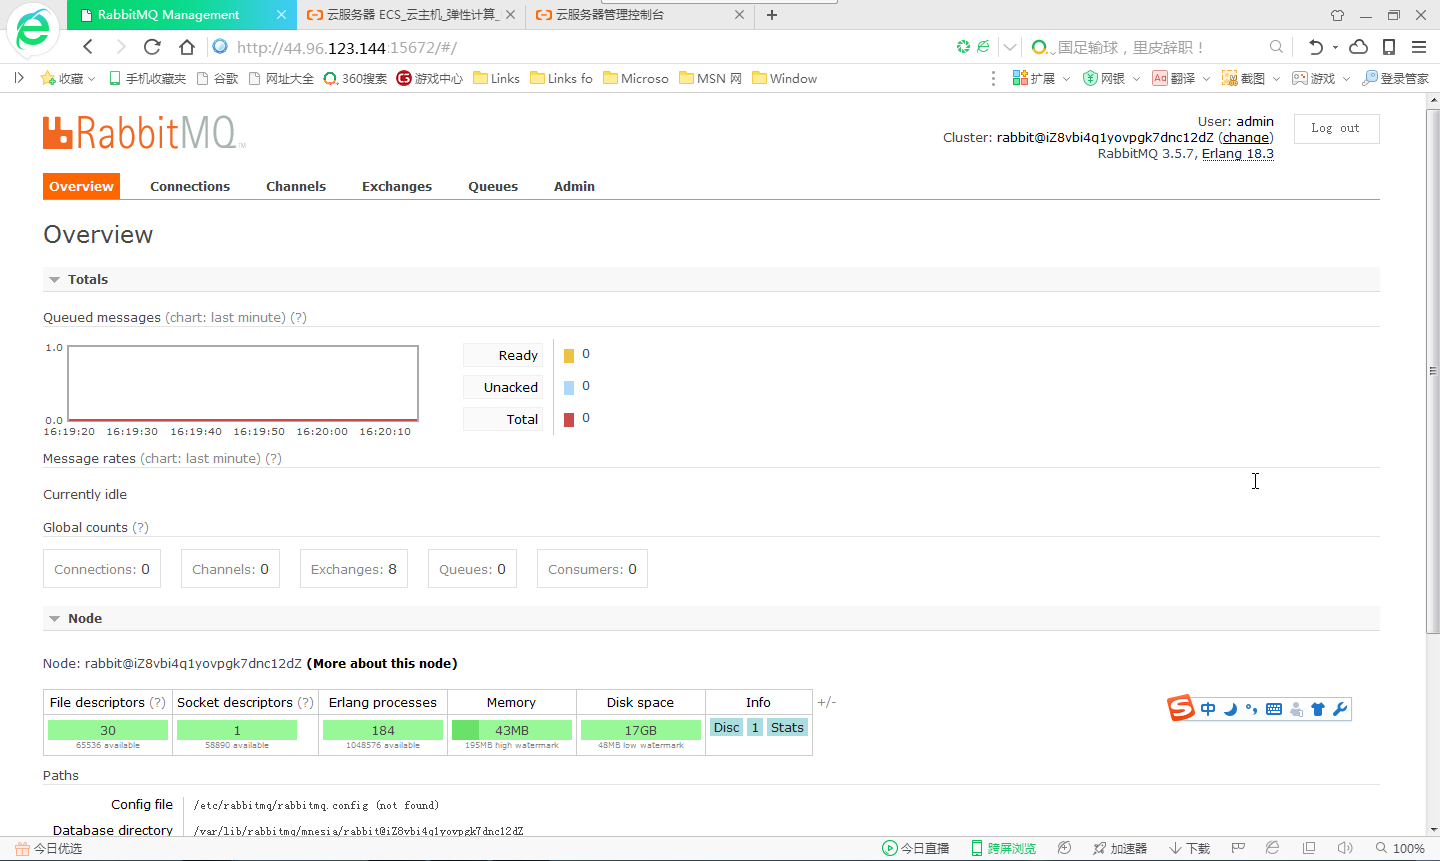 RabbitMQ Management
云服务器 ECS_云主机_弹性计算_
云服务器管理控制台
http://44.96.123.144:15672/#/
国足输球，里皮辞职！
收藏 手机收藏夹 谷歌 网址大全 360搜索 游戏中心 Links Links fo Microso MSN 网 Window
扩展 网银 翻译 截图 游戏 登录管家
RabbitMQ TM
User: admin
Cluster: rabbit@iZ8vbi4q1yovpgk7dnc12dZ (change)
RabbitMQ 3.5.7, Erlang 18.3
Log out
Overview Connections Channels Exchanges Queues Admin
Overview
Totals
Queued messages (chart: last minute) (?)
1.0
0.0
16:19:20 16:19:30 16:19:40 16:19:50 16:20:00 16:20:10
Ready 0
Unacked 0
Total 0
Message rates (chart: last minute) (?)
Currently idle
Global counts (?)
Connections: 0 Channels: 0 Exchanges: 8 Queues: 0 Consumers: 0
Node
Node: rabbit@iZ8vbi4q1yovpgk7dnc12dZ (More about this node)
File descriptors (?) Socket descriptors (?) Erlang processes Memory Disk space Info +/-
30 1 184 43MB 17GB Disc 1 Stats
65536 available 58890 available 1048576 available 195MB high watermark 48MB low watermark
中
Paths
Config file /etc/rabbitmq/rabbitmq.config (not found)
Database directory /var/lib/rabbitmq/mnesia/rabbit@iZ8vbi4q1yovpgk7dnc12dZ
今日优选
今日直播 跨屏浏览 加速器 下载 100%